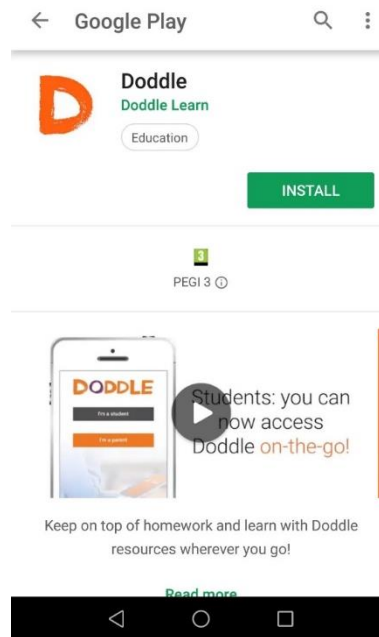 Google Play
Doddle
Doddle Learn
Education
INSTALL
3
PEGI 3
DODDLE
I'm a student
I'm a parent
Students: you can
now access
Doddle on-the-go!
Keep on top of homework and learn with Doddle
resources wherever you go!
Read more